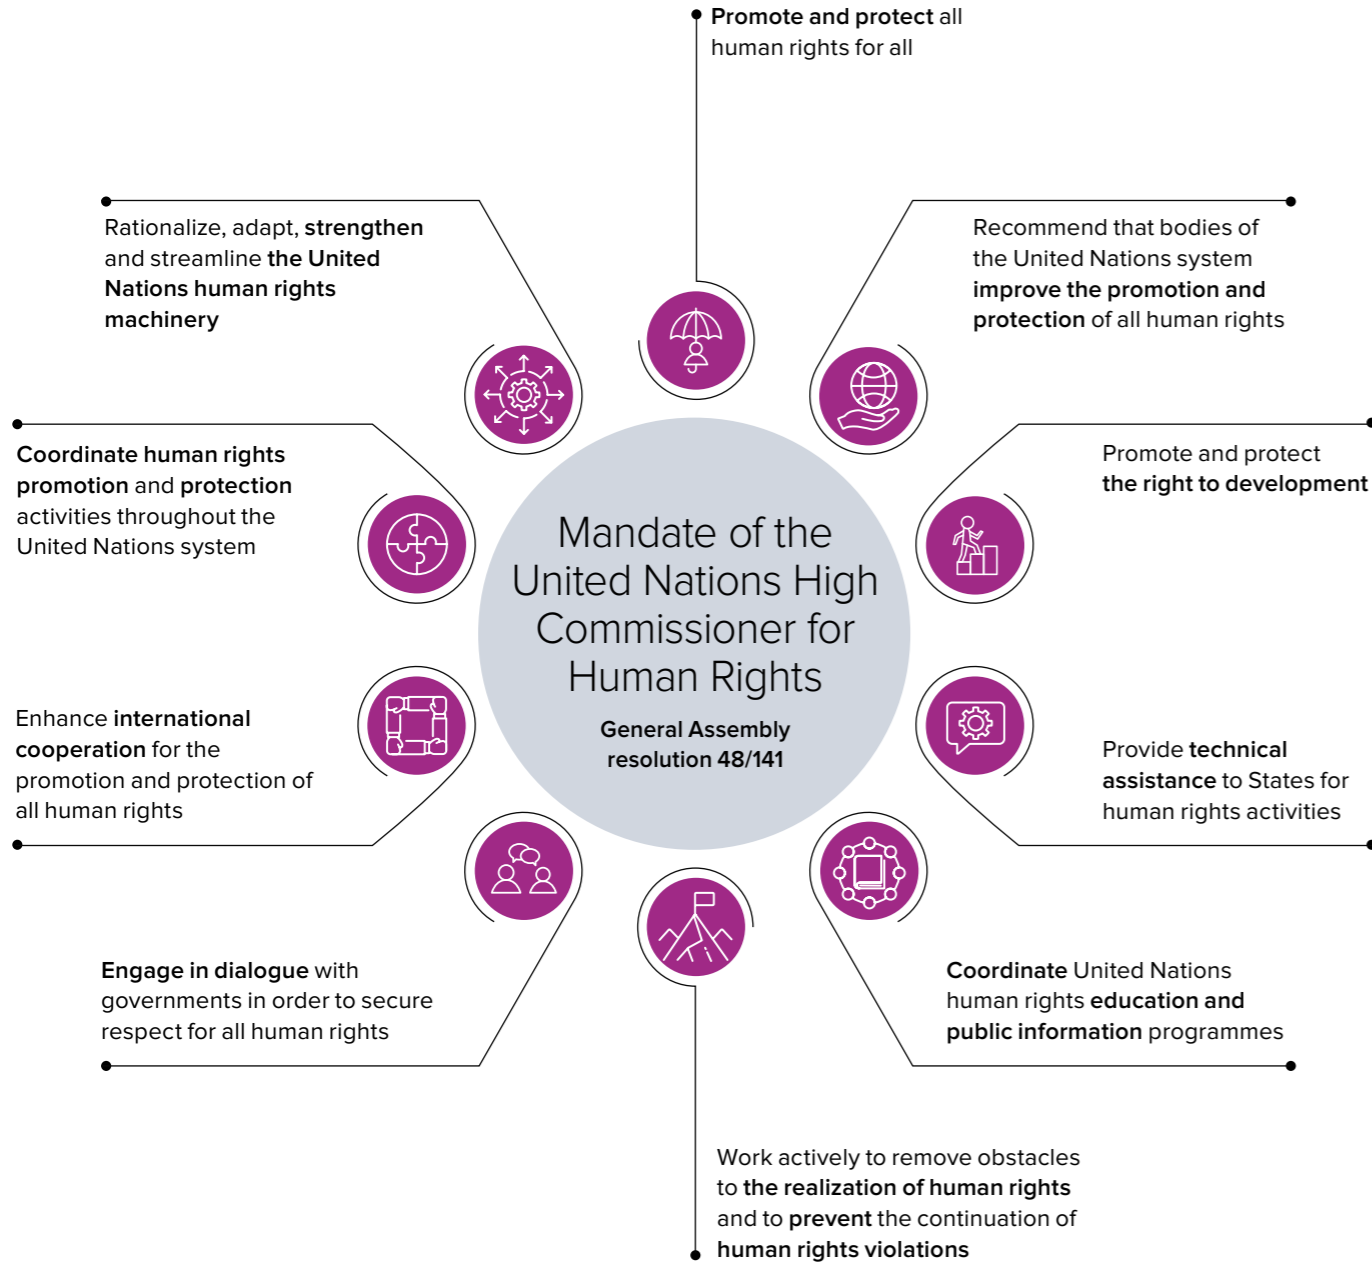 Promote and protect all
human rights for all
Recommend that bodies of
the United Nations system
improve the promotion and
protection of all human rights
Promote and protect
the right to development
Provide technical
assistance to States for
human rights activities
Coordinate United Nations
human rights education and
public information programmes
Work actively to remove obstacles
to the realization of human rights
and to prevent the continuation of
human rights violations
Engage in dialogue with
governments in order to secure
respect for all human rights
Enhance international
cooperation for the
promotion and protection of
all human rights
Coordinate human rights
promotion and protection
activities throughout the
United Nations system
Rationalize, adapt, strengthen
and streamline the United
Nations human rights
machinery
Mandate of the
United Nations High
Commissioner for
Human Rights
General Assembly
resolution 48/141